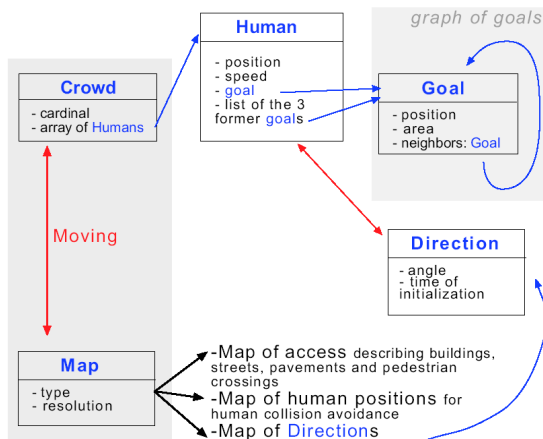 graph of goals
Human
- position
- speed
- goal
- list of the 3
former goals
Crowd
- cardinal
- array of Humans
Goal
- position
- area
- neighbors: Goal
Moving
Direction
- angle
- time of
initialization
Map
- type
- resolution
-Map of access describing buildings,
streets, pavements and pedestrian
crossings
-Map of human positions for
human collision avoidance
-Map of Directions